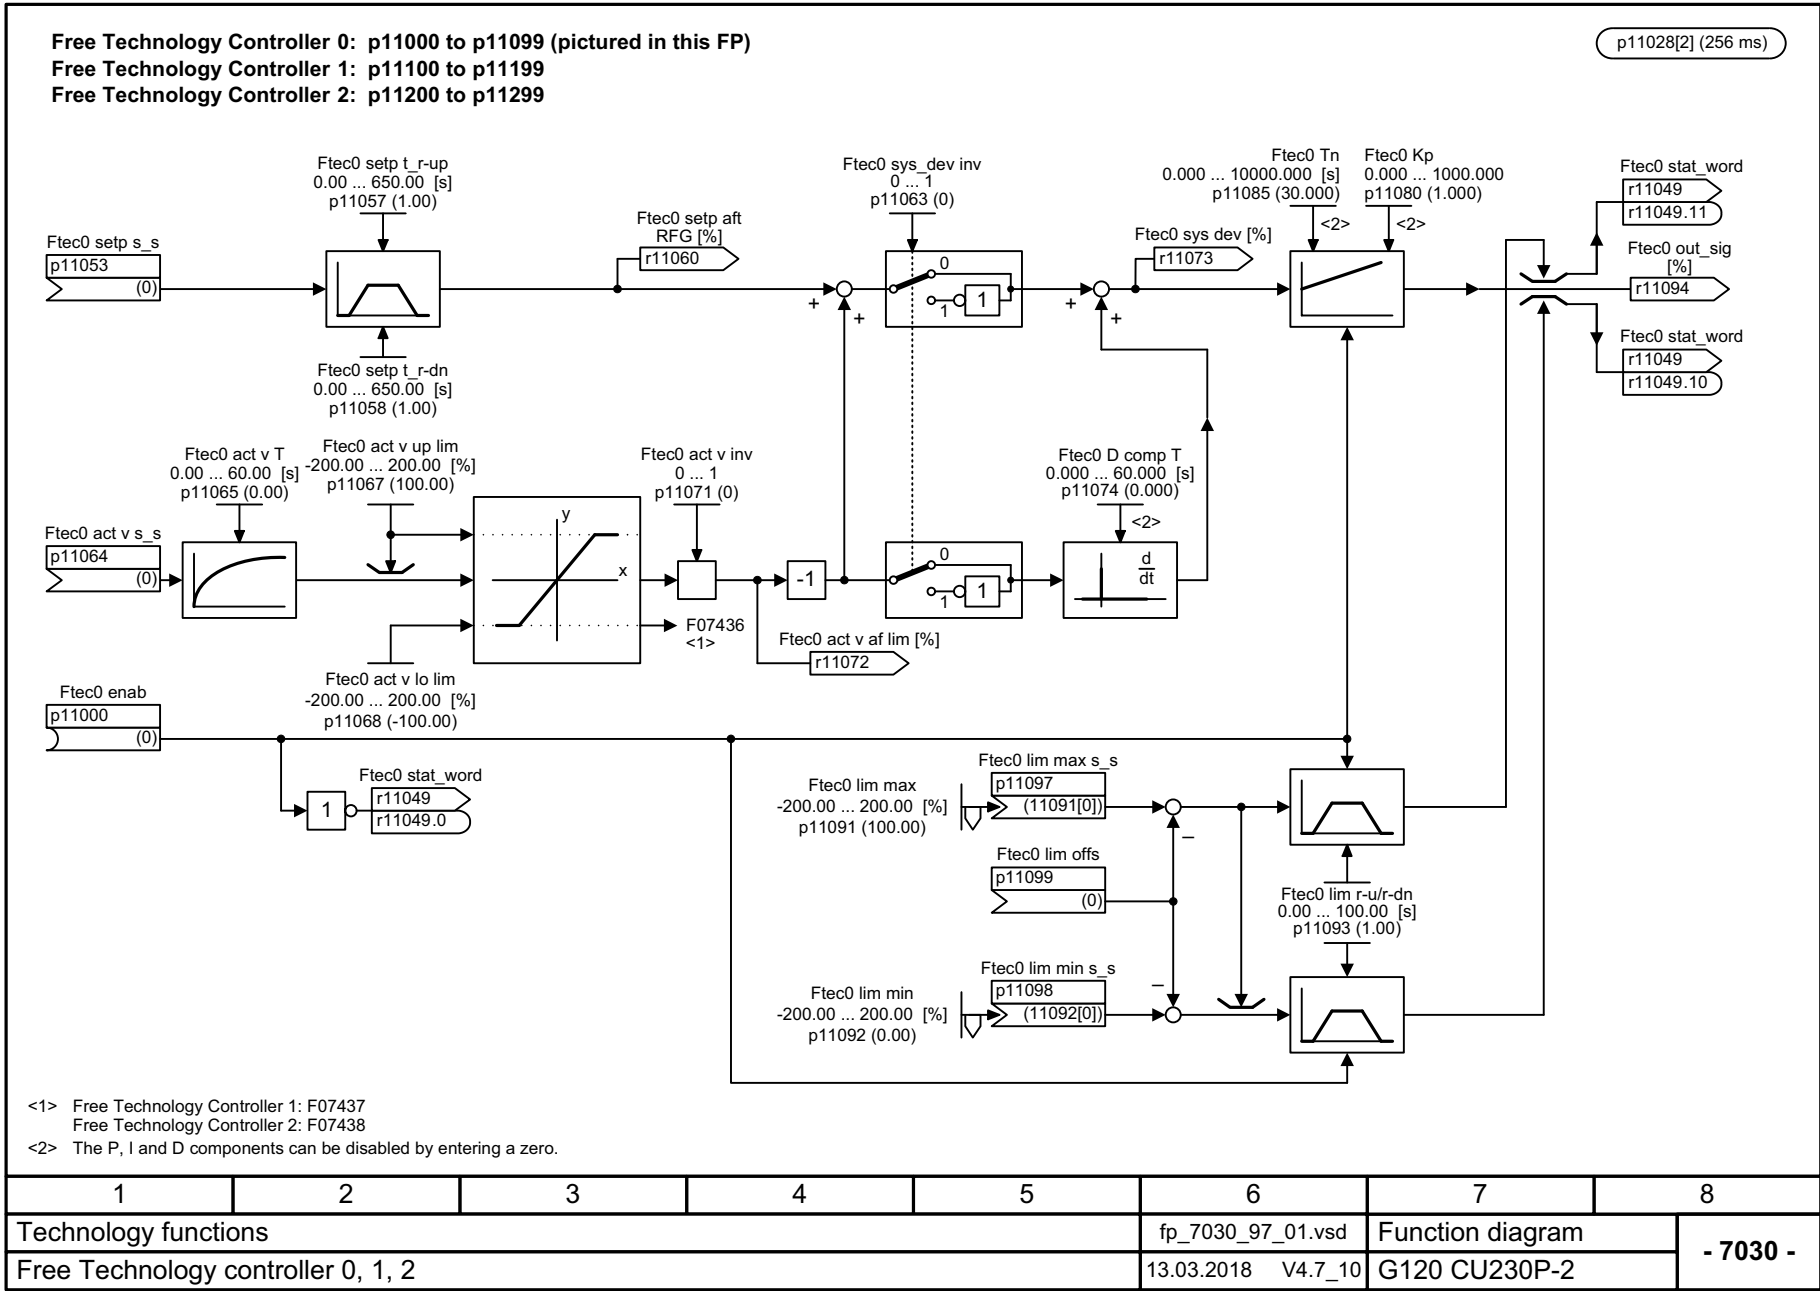 Free Technology Controller 0: p11000 to p11099 (pictured in this FP)
Free Technology Controller 1: p11100 to p11199
Free Technology Controller 2: p11200 to p11299
p11028[2] (256 ms)
Ftec0 setp t_r-up
0.00 ... 650.00 [s]
p11057 (1.00)
Ftec0 sys_dev inv
0 ... 1
p11063 (0)
Ftec0 Tn
0.000 ... 10000.000 [s]
p11085 (30.000)
<2>
Ftec0 Kp
0.000 ... 1000.000
p11080 (1.000)
<2>
Ftec0 stat_word
r11049
r11049.11
Ftec0 setp s_s
p11053
(0)
Ftec0 setp aft
RFG [%]
r11060
+
+
0
1
1
+
+
Ftec0 sys dev [%]
r11073
Ftec0 out_sig
[%]
r11094
Ftec0 stat_word
r11049
r11049.10
Ftec0 setp t_r-dn
0.00 ... 650.00 [s]
p11058 (1.00)
Ftec0 act v T
0.00 ... 60.00 [s]
p11065 (0.00)
Ftec0 act v up lim
-200.00 ... 200.00 [%]
p11067 (100.00)
Ftec0 act v inv
0 ... 1
p11071 (0)
Ftec0 D comp T
0.000 ... 60.000 [s]
p11074 (0.000)
<2>
Ftec0 act v s_s
p11064
(0)
y
x
-1
0
1
1
d
dt
F07436
<1>
Ftec0 act v af lim [%]
r11072
Ftec0 act v lo lim
-200.00 ... 200.00 [%]
p11068 (-100.00)
Ftec0 enab
p11000
(0)
1
Ftec0 stat_word
r11049
r11049.0
Ftec0 lim max
-200.00 ... 200.00 [%]
p11091 (100.00)
Ftec0 lim max s_s
p11097
(11091[0])
–
Ftec0 lim offs
p11099
(0)
Ftec0 lim r-u/r-dn
0.00 ... 100.00 [s]
p11093 (1.00)
Ftec0 lim min
-200.00 ... 200.00 [%]
p11092 (0.00)
Ftec0 lim min s_s
p11098
(11092[0])
–
<1> Free Technology Controller 1: F07437
Free Technology Controller 2: F07438
<2> The P, I and D components can be disabled by entering a zero.
1 2 3 4 5 6 7 8
Technology functions
fp_7030_97_01.vsd
Function diagram
- 7030 -
Free Technology controller 0, 1, 2
13.03.2018 V4.7_10
G120 CU230P-2